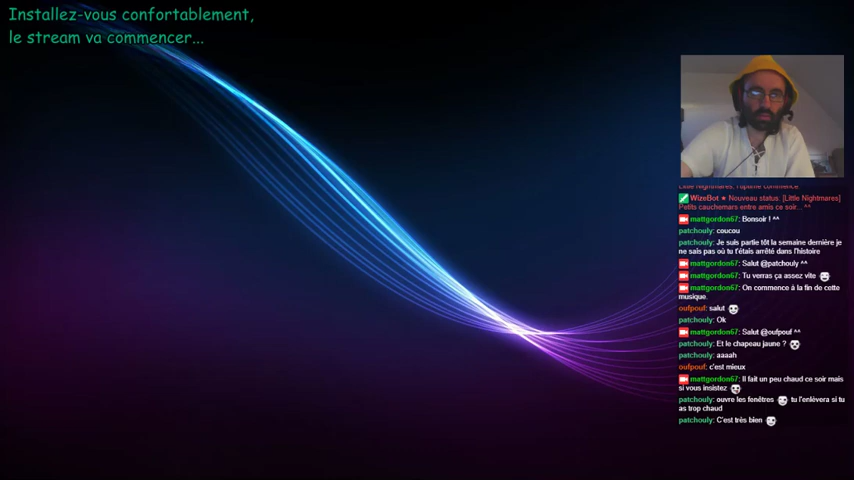 Installez-vous confortablement,
le stream va commencer...
Little Nightmares, l'opume commence.
WizeBot ★ Nouveau status: [Little Nightmares]
Petits cauchemars entre amis ce soir... ^^
mattgordon67: Bonsoir ! ^^
patchouly: coucou
patchouly: Je suis partie tôt la semaine dernière je
ne sais pas où tu t'étais arrêté dans l'histoire
mattgordon67: Salut @patchouly ^^
mattgordon67: Tu verras ça assez vite
mattgordon67: On commence à la fin de cette
musique.
oufpouf: salut
patchouly: Ok
mattgordon67: Salut @oufpouf ^^
patchouly: Et le chapeau jaune ?
patchouly: aaaah
oufpouf: c'est mieux
mattgordon67: Il fait un peu chaud ce soir mais
si vous insistez
patchouly: ouvre les fenêtres tu l'enlèvera si tu
as trop chaud
patchouly: C'est très bien